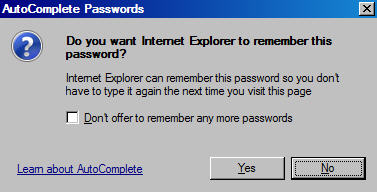 AutoComplete Passwords
Do you want Internet Explorer to remember this
password?
Internet Explorer can remember this password so you don't
have to type it again the next time you visit this page
Don't offer to remember any more passwords
Learn about AutoComplete
Yes
No